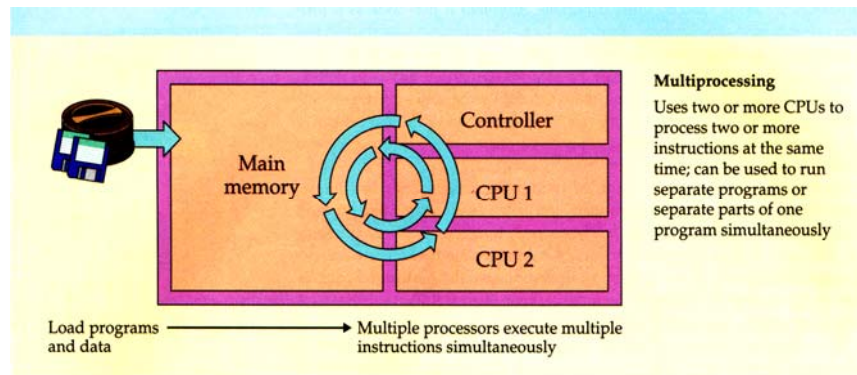 Main
memory
Controller
CPU 1
CPU 2
Multiprocessing
Uses two or more CPUs to
process two or more
instructions at the same
time; can be used to run
separate programs or
separate parts of one
program simultaneously
Load programs
and data
Multiple processors execute multiple
instructions simultaneously